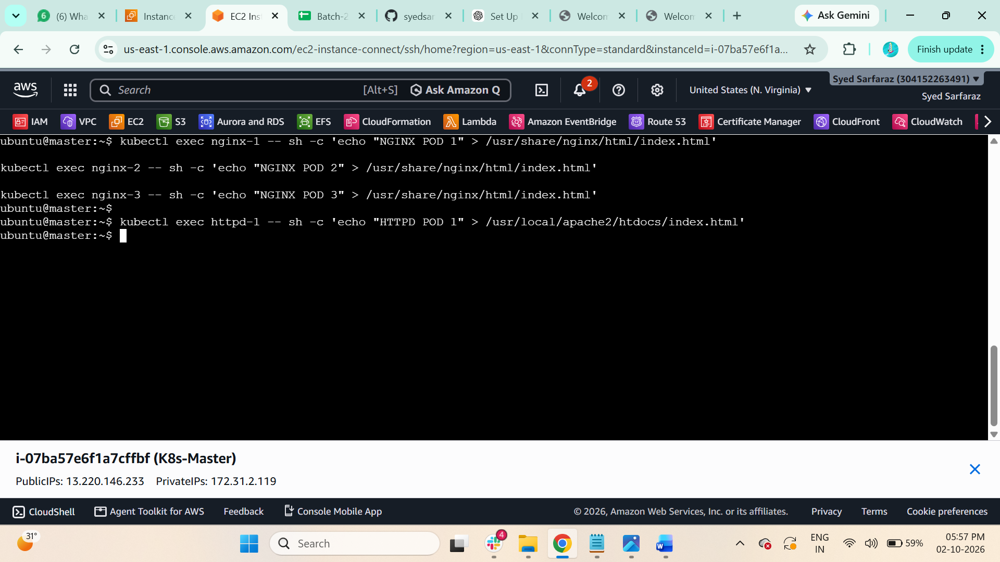 (6) Wha
Instanc
EC2 Ins
Batch-2
syedsar
Set Up
Welcom
Welcom
Ask Gemini
us-east-1.console.aws.amazon.com/ec2-instance-connect/ssh/home?region=us-east-1&connType=standard&instanceId=i-07ba57e6f1a...
Finish update
aws
Search
[Alt+S]
Ask Amazon Q
2
United States (N. Virginia)
Syed Sarfaraz (304152263491)
Syed Sarfaraz
IAM
VPC
EC2
S3
Aurora and RDS
EFS
CloudFormation
Lambda
Amazon EventBridge
Route 53
Certificate Manager
CloudFront
CloudWatch
ubuntu@master:~$ kubectl exec nginx-1 -- sh -c 'echo "NGINX POD 1" > /usr/share/nginx/html/index.html'
kubectl exec nginx-2 -- sh -c 'echo "NGINX POD 2" > /usr/share/nginx/html/index.html'
kubectl exec nginx-3 -- sh -c 'echo "NGINX POD 3" > /usr/share/nginx/html/index.html'
ubuntu@master:~$
ubuntu@master:~$ kubectl exec httpd-1 -- sh -c 'echo "HTTPD POD 1" > /usr/local/apache2/htdocs/index.html'
ubuntu@master:~$
i-07ba57e6f1a7cffbf (K8s-Master)
PublicIPs: 13.220.146.233 PrivateIPs: 172.31.2.119
CloudShell
Agent Toolkit for AWS
Feedback
Console Mobile App
© 2026, Amazon Web Services, Inc. or its affiliates.
Privacy
Terms
Cookie preferences
31°
Search
4
ENG
IN
59%
05:57 PM
02-10-2026